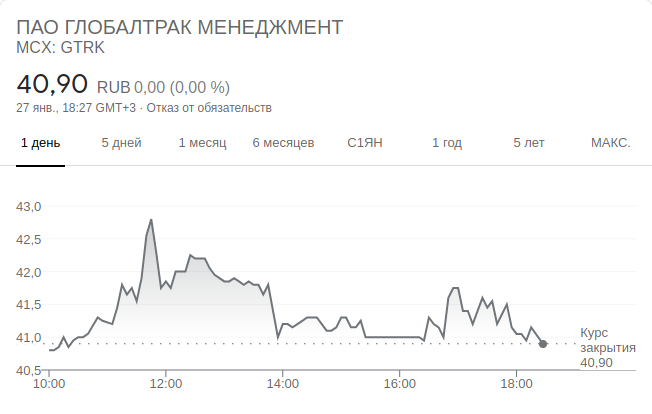 ПАО ГЛОБАЛТРАК МЕНЕДЖМЕНТ
MCX: GTRK
40,90 RUB 0,00 (0,00 %)
27 янв., 18:27 GMT+3 · Отказ от обязательств
1 день 5 дней 1 месяц 6 месяцев С1ЯН 1 год 5 лет МАКС.
43,0
42,5
42,0
41,5
41,0
Курс
закрытия
40,90
40,5
10:00 12:00 14:00 16:00 18:00